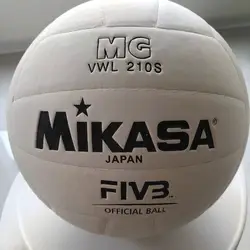 MG
VWL 210S
MIKASA
JAPAN
FIVB
OFFICIAL BALL